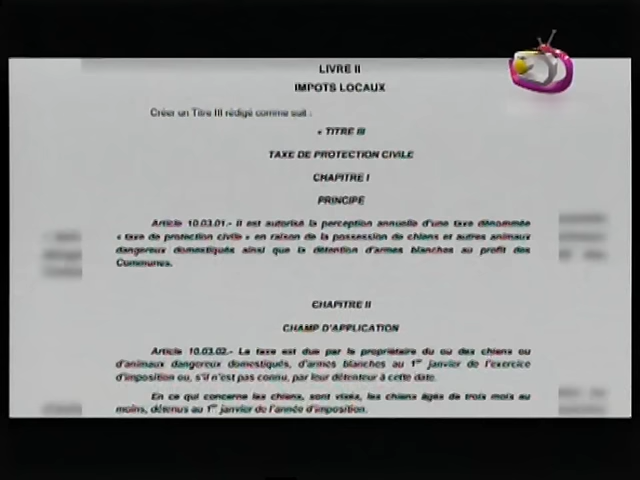 LIVRE II
IMPOTS LOCAUX
Créer un Titre III rédigé comme suit :
« TITRE III
TAXE DE PROTECTION CIVILE
CHAPITRE I
PRINCIPE
Article 10.03.01.- Il est autorisé la perception annuelle d'une taxe dénommée
« taxe de protection civile » en raison de la possession de chiens et autres animaux
dangereux domestiqués ainsi que la détention d'armes blanches au profit des
Communes.
CHAPITRE II
CHAMP D'APPLICATION
Article 10.03.02.- La taxe est due par le propriétaire du ou des chiens ou
d'animaux dangereux domestiqués, d'armes blanches au 1er janvier de l'exercice
d'imposition ou, s'il n'est pas connu, par leur détenteur à cette date.
En ce qui concerne les chiens, sont visés, les chiens âgés de trois mois au
moins, détenus au 1er janvier de l'année d'imposition.